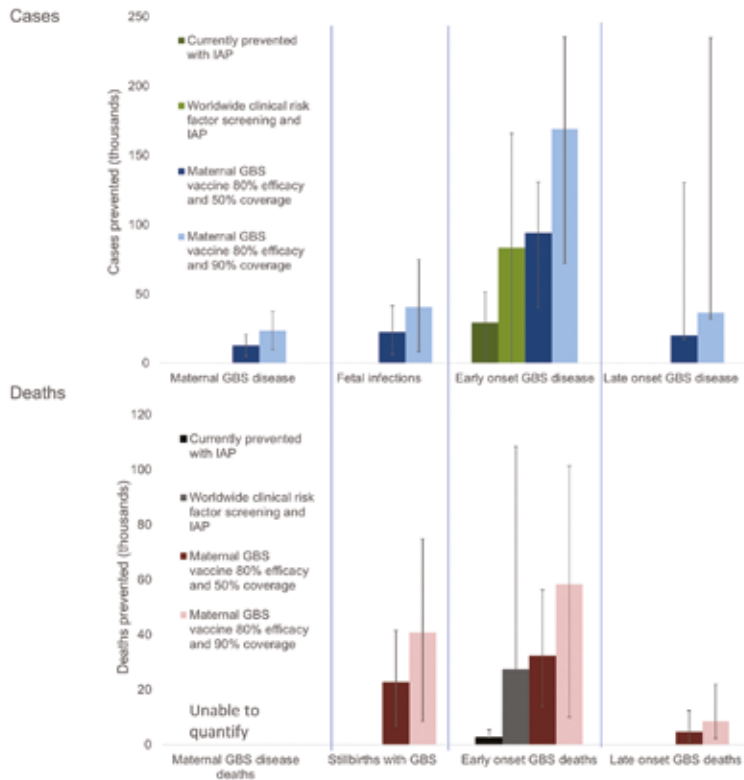 Cases
250
200
150
100
50
0
Cases prevented (thousands)
Currently prevented
with IAP
Worldwide clinical risk
factor screening and
IAP
Maternal GBS
vaccine 80% efficacy
and 50% coverage
Maternal GBS
vaccine 80% efficacy
and 90% coverage
Maternal GBS disease
Fetal infections
Early onset GBS disease
Late onset GBS disease
Deaths
120
100
80
60
40
20
0
Deaths prevented (thousands)
Currently prevented
with IAP
Worldwide clinical risk
factor screening and
IAP
Maternal GBS
vaccine 80% efficacy
and 50% coverage
Maternal GBS
vaccine 80% efficacy
and 90% coverage
Unable to
quantify
Maternal GBS disease
deaths
Stillbirths with GBS
Early onset GBS deaths
Late onset GBS deaths